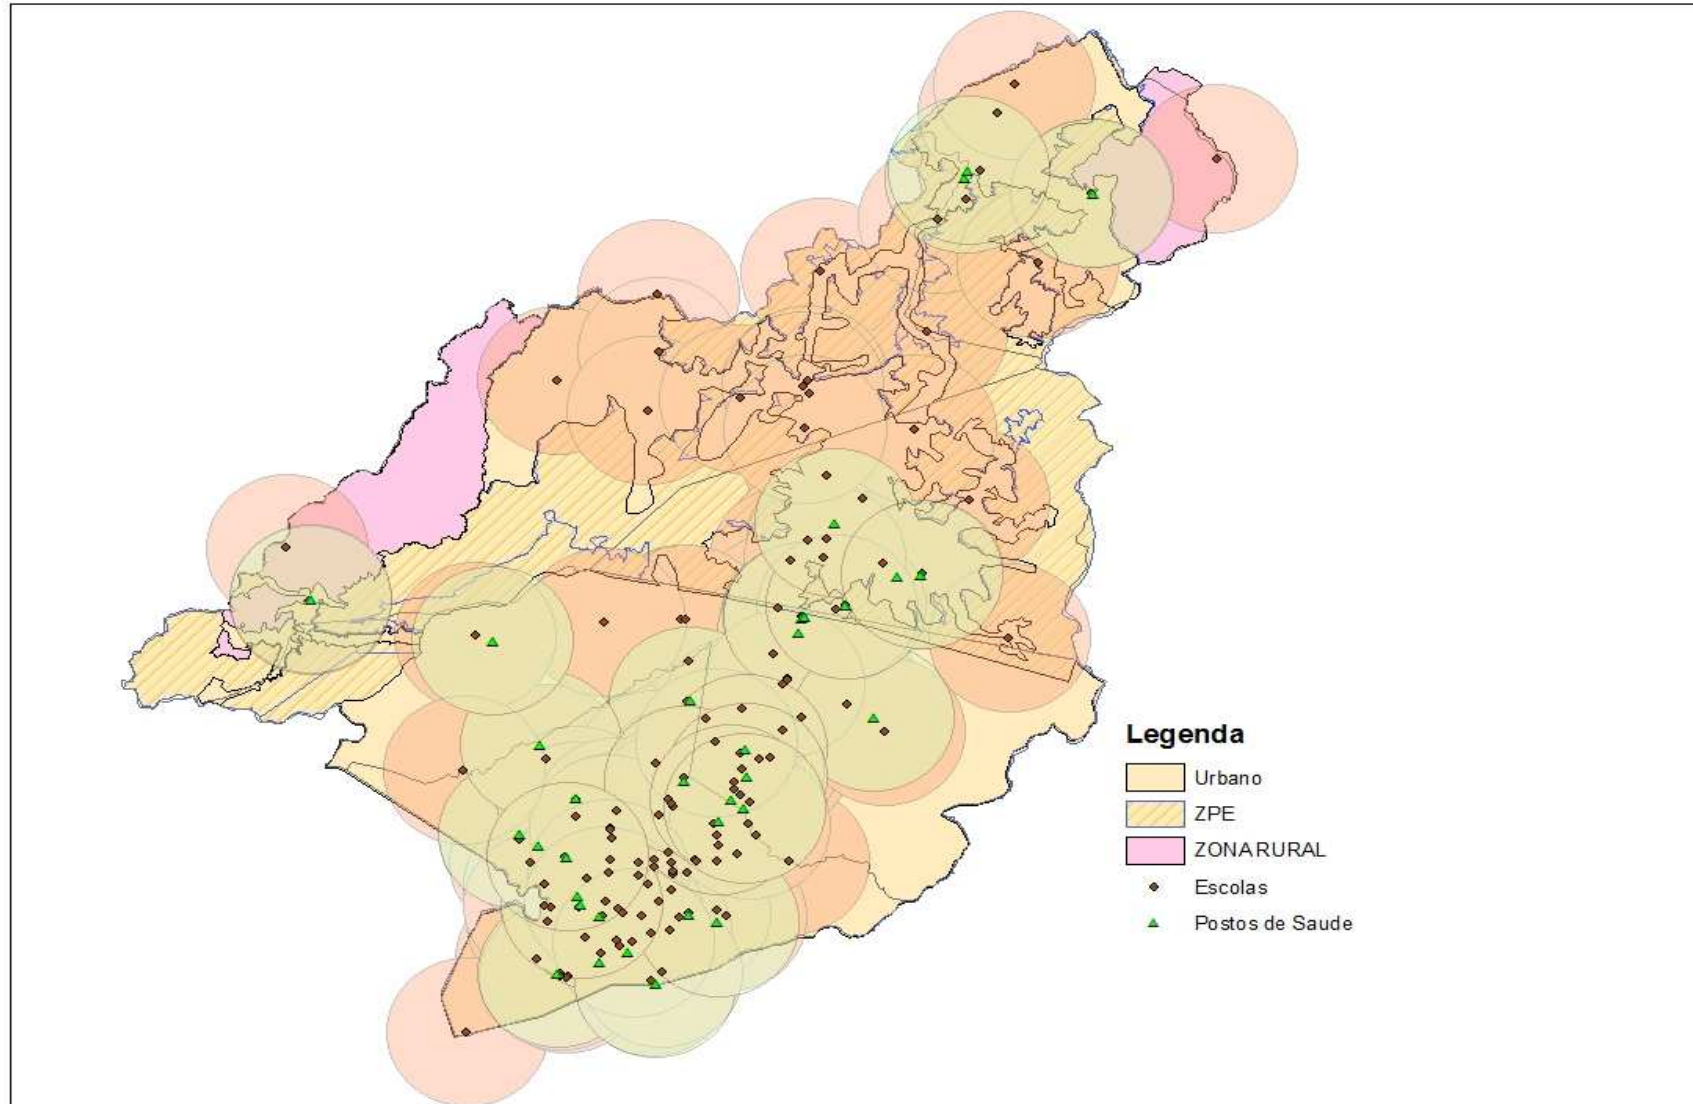 Legenda
Urbano
ZPE
ZONA RURAL
Escolas
Postos de Saude